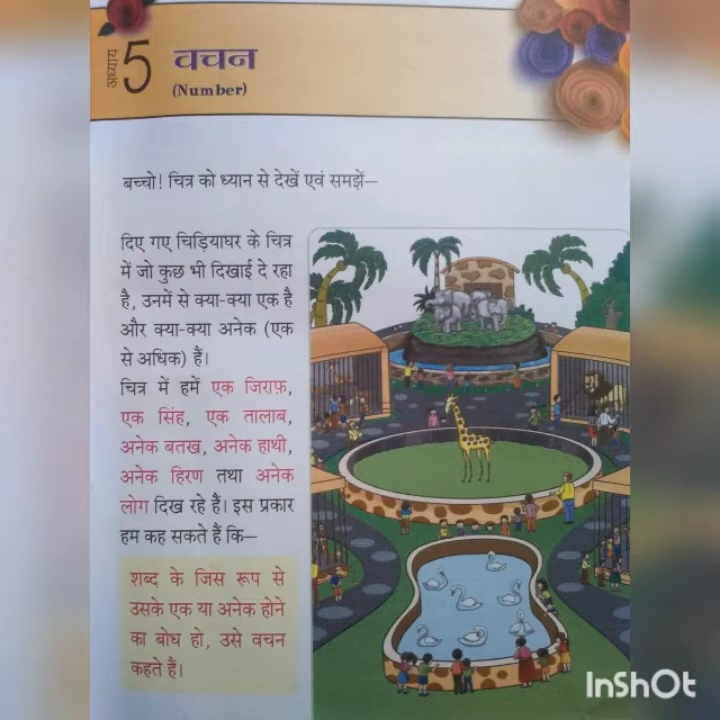 अध्याय
5 वचन
(Number)
बच्चो! चित्र को ध्यान से देखें एवं समझें—
दिए गए चिड़ियाघर के चित्र
में जो कुछ भी दिखाई दे रहा
है, उनमें से क्या-क्या एक है
और क्या-क्या अनेक (एक
से अधिक) हैं।
चित्र में हमें एक जिराफ़,
एक सिंह, एक तालाब,
अनेक बतख, अनेक हाथी,
अनेक हिरण तथा अनेक
लोग दिख रहे हैं। इस प्रकार
हम कह सकते हैं कि—
शब्द के जिस रूप से
उसके एक या अनेक होने
का बोध हो, उसे वचन
कहते हैं।
InShOt